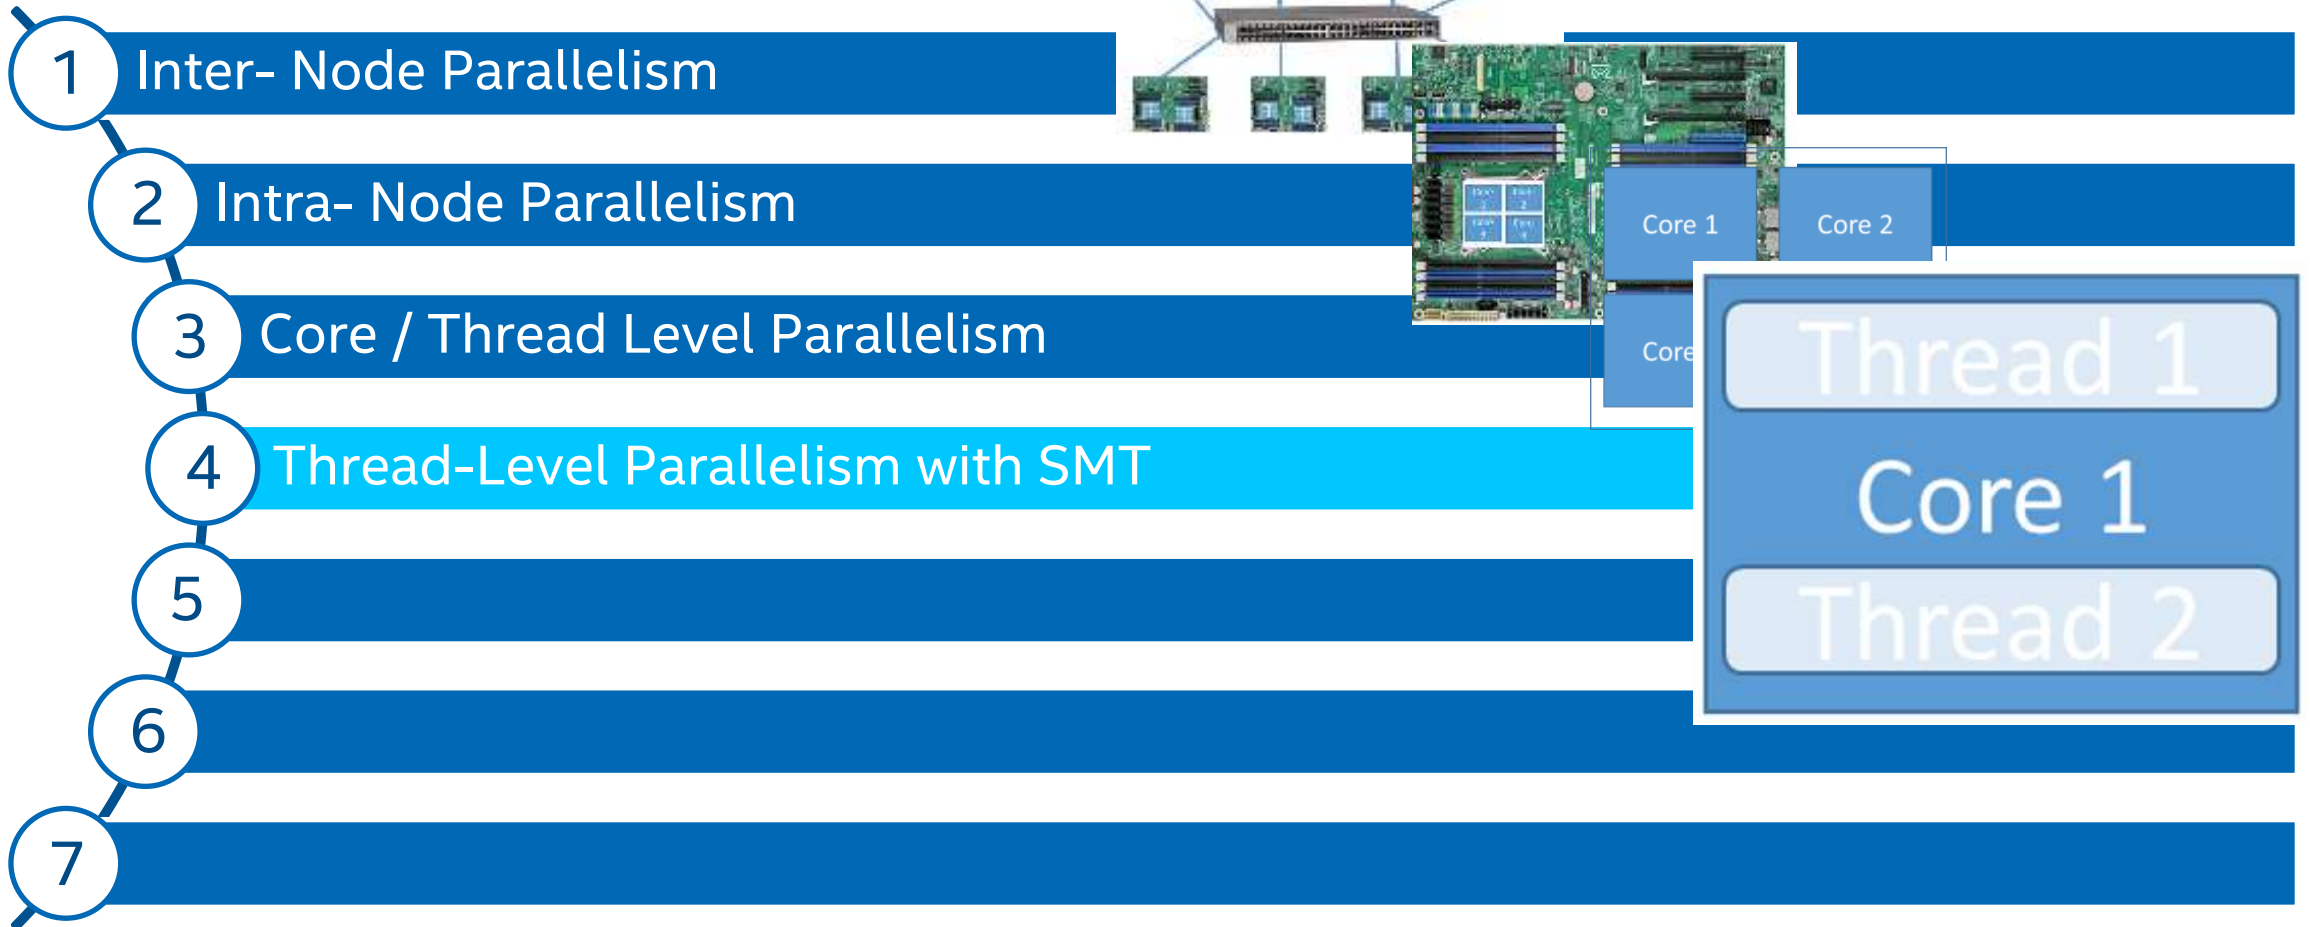 1 Inter- Node Parallelism
2 Intra- Node Parallelism
Core 1 Core 2
3 Core / Thread Level Parallelism
Core
Thread 1
4 Thread-Level Parallelism with SMT
Core 1
5
Thread 2
6
7